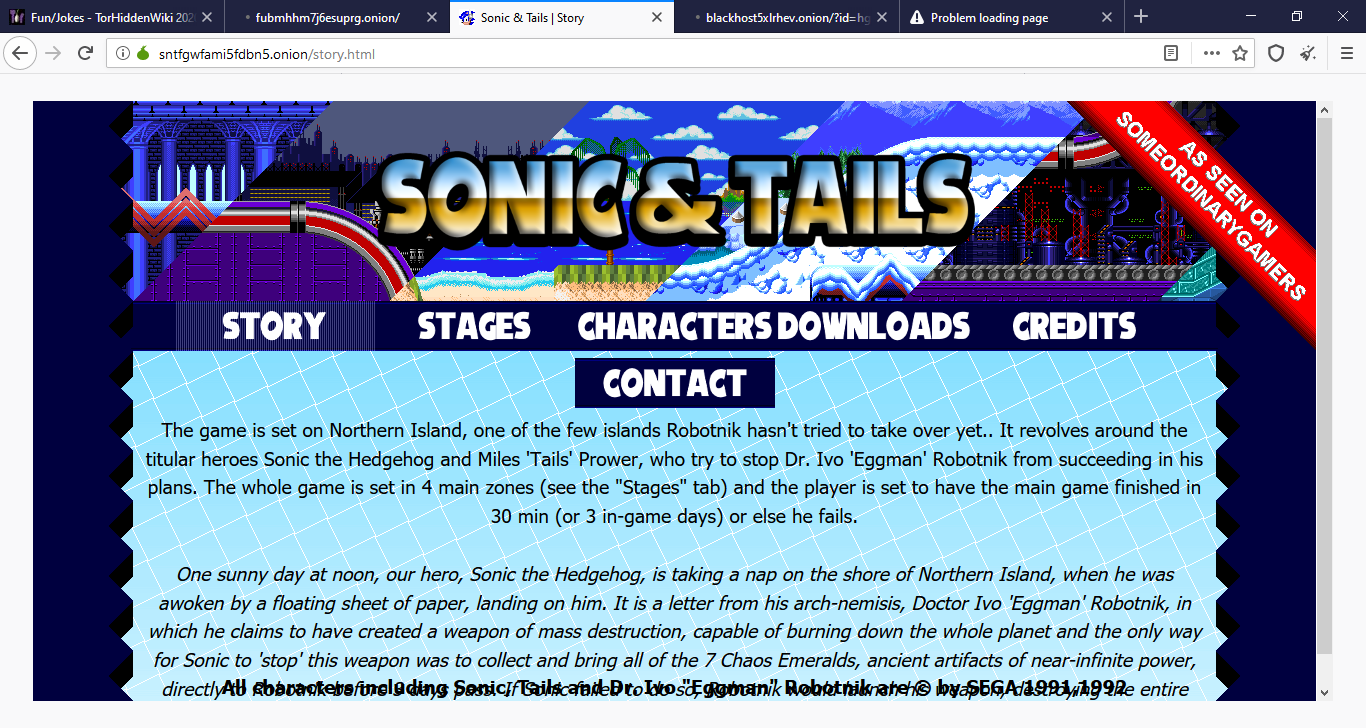 Fun/Jokes - TorHiddenWiki 202
fubmhhm7j6esuprg.onion/
Sonic & Tails | Story
blackhost5xlrhev.onion/?id=hg
Problem loading page
sntfgwfami5fdbn5.onion/story.html
SONIC & TAILS
AS SEEN ON
SOMEORDINARYGAMERS
STORY
STAGES
CHARACTERS
DOWNLOADS
CREDITS
CONTACT
The game is set on Northern Island, one of the few islands Robotnik hasn't tried to take over yet.. It revolves around the
titular heroes Sonic the Hedgehog and Miles 'Tails' Prower, who try to stop Dr. Ivo 'Eggman' Robotnik from succeeding in his
plans. The whole game is set in 4 main zones (see the "Stages" tab) and the player is set to have the main game finished in
30 min (or 3 in-game days) or else he fails.
One sunny day at noon, our hero, Sonic the Hedgehog, is taking a nap on the shore of Northern Island, when he was
awoken by a floating sheet of paper, landing on him. It is a letter from his arch-nemisis, Doctor Ivo 'Eggman' Robotnik, in
which he claims to have created a weapon of mass destruction, capable of burning down the whole planet and the only way
for Sonic to 'stop' this weapon was to collect and bring all of the 7 Chaos Emeralds, ancient artifacts of near-infinite power,
directly to Robotnik before 3 days pass. If Sonic failed to do so, Robotnik would launch his weapon, destroying the entire
All characters including Sonic, Tails and Dr. Ivo "Eggman" Robotnik are © by SEGA 1991,1992